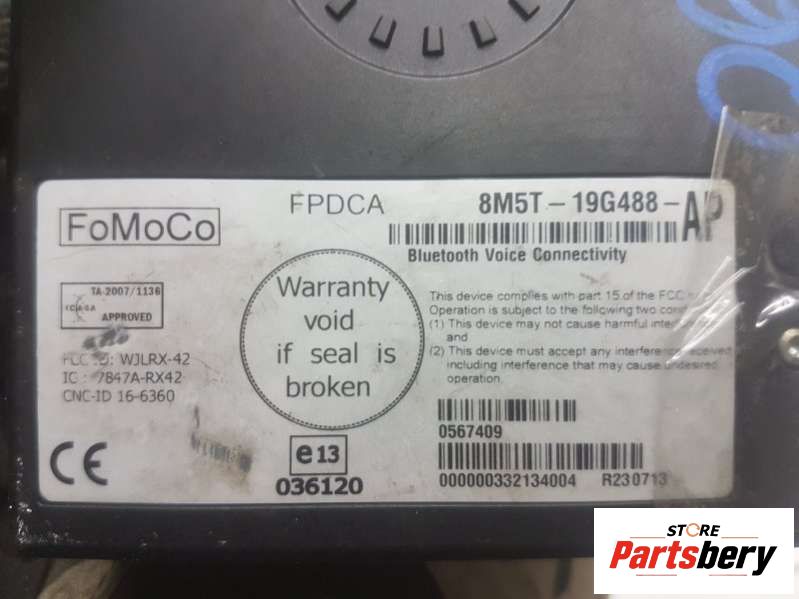 FoMoCo
FPDCA
8M5T-19G488-AP
Bluetooth Voice Connectivity
TA-2007/1136
ICASA
APPROVED
Warranty
void
if seal is
broken
This device complies with part 15 of the FCC
Operation is subject to the following two
(1) This device may not cause harmful
and
(2) This device must accept any interference received
including interference that may cause undesired
operation.
FCC ID: WJLRX-42
IC : 7847A-RX42
CNC-ID 16-6360
0567409
CE
e13
036120
000000332134004 R230713
STORE
Partsbery